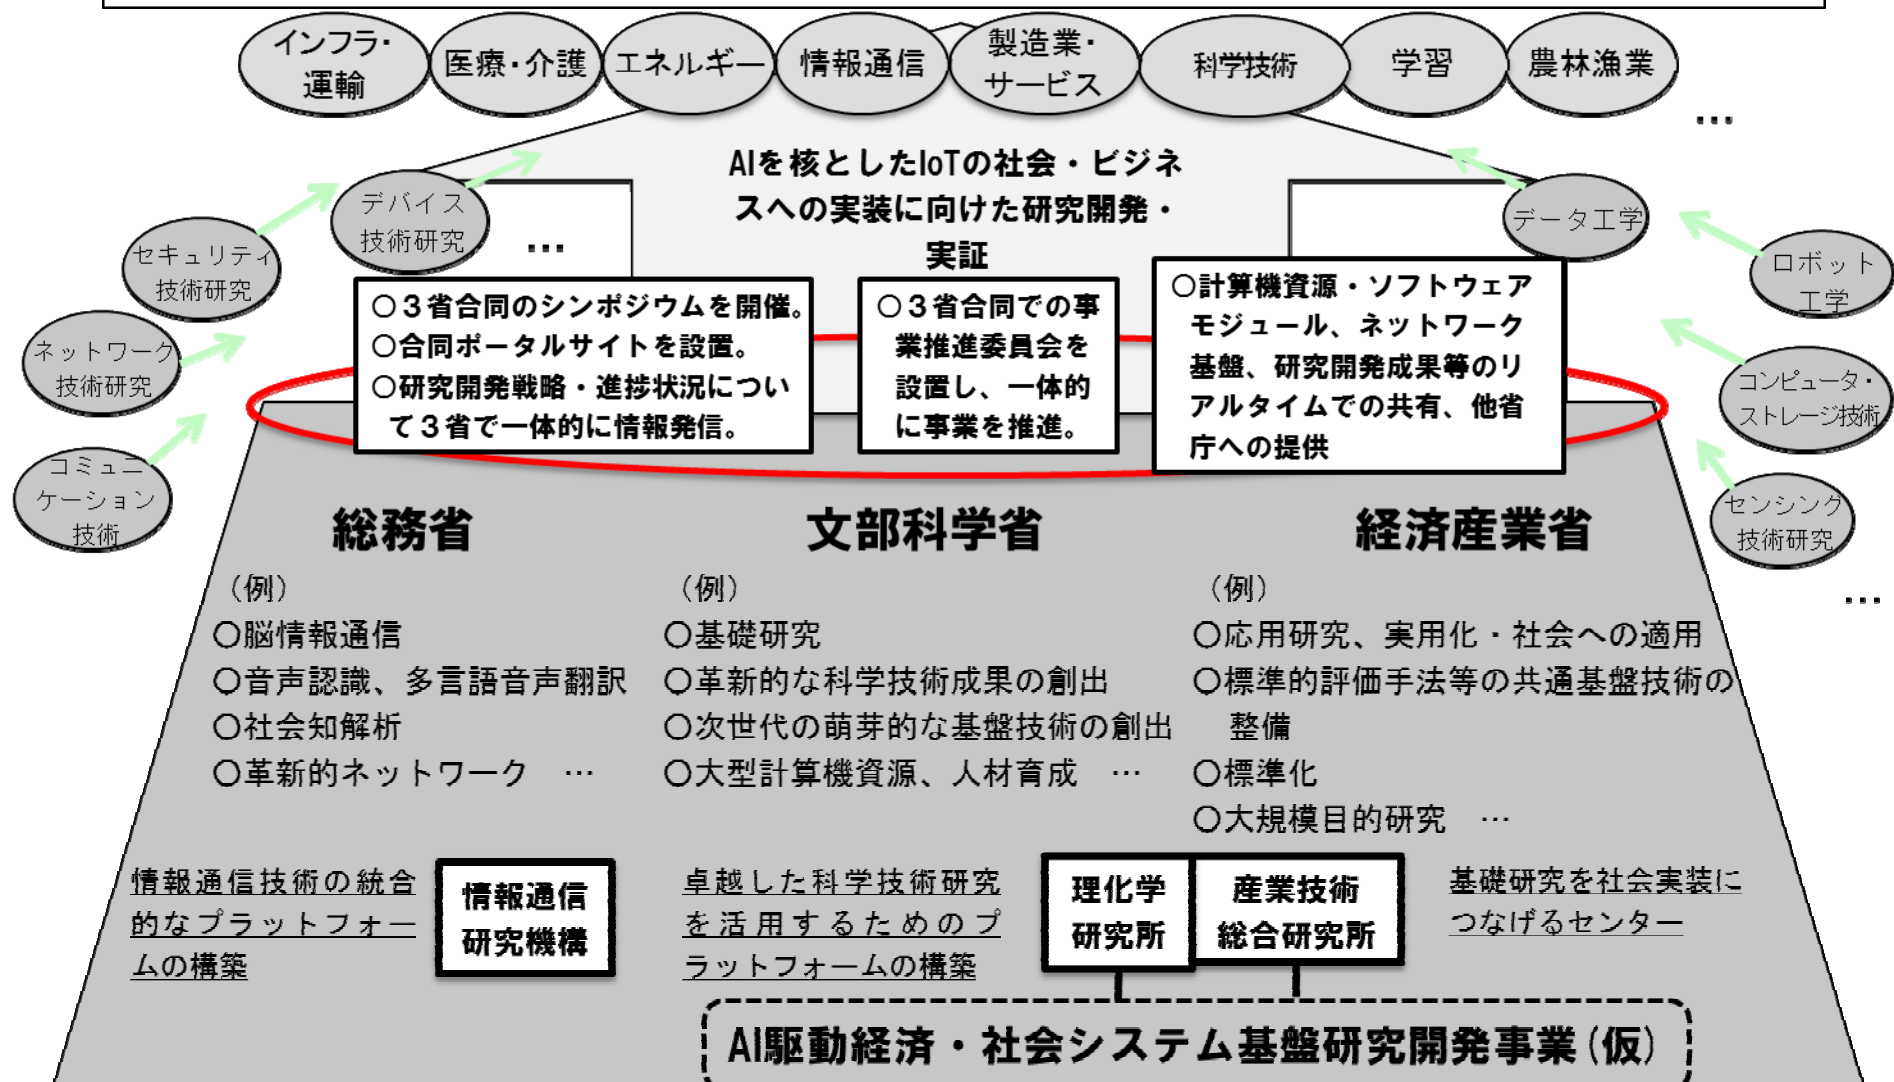 インフラ・
運輸
医療・介護
エネルギー
情報通信
製造業・
サービス
科学技術
学習
農林漁業
…
AIを核としたIoTの社会・ビジネ
スへの実装に向けた研究開発・
実証
デバイス
技術研究
…
セキュリティ
技術研究
ネットワーク
技術研究
コミュニ
ケーション
技術
データ工学
ロボット
工学
コンピュータ・
ストレージ技術
センシング
技術研究
…
○３省合同のシンポジウムを開催。
○合同ポータルサイトを設置。
○研究開発戦略・進捗状況につい
て３省で一体的に情報発信。
○３省合同での事
業推進委員会を
設置し、一体的
に事業を推進。
○計算機資源・ソフトウェア
モジュール、ネットワーク
基盤、研究開発成果等のリ
アルタイムでの共有、他省
庁への提供
総務省
（例）
○脳情報通信
○音声認識、多言語音声翻訳
○社会知解析
○革新的ネットワーク　…
文部科学省
（例）
○基礎研究
○革新的な科学技術成果の創出
○次世代の萌芽的な基盤技術の創出
○大型計算機資源、人材育成　…
経済産業省
（例）
○応用研究、実用化・社会への適用
○標準的評価手法等の共通基盤技術の
整備
○標準化
○大規模目的研究　…
情報通信技術の統合
的なプラットフォー
ムの構築
情報通信
研究機構
卓越した科学技術研究
を活用するためのプ
ラットフォームの構築
理化学
研究所
産業技術
総合研究所
基礎研究を社会実装に
つなげるセンター
AI駆動経済・社会システム基盤研究開発事業(仮)